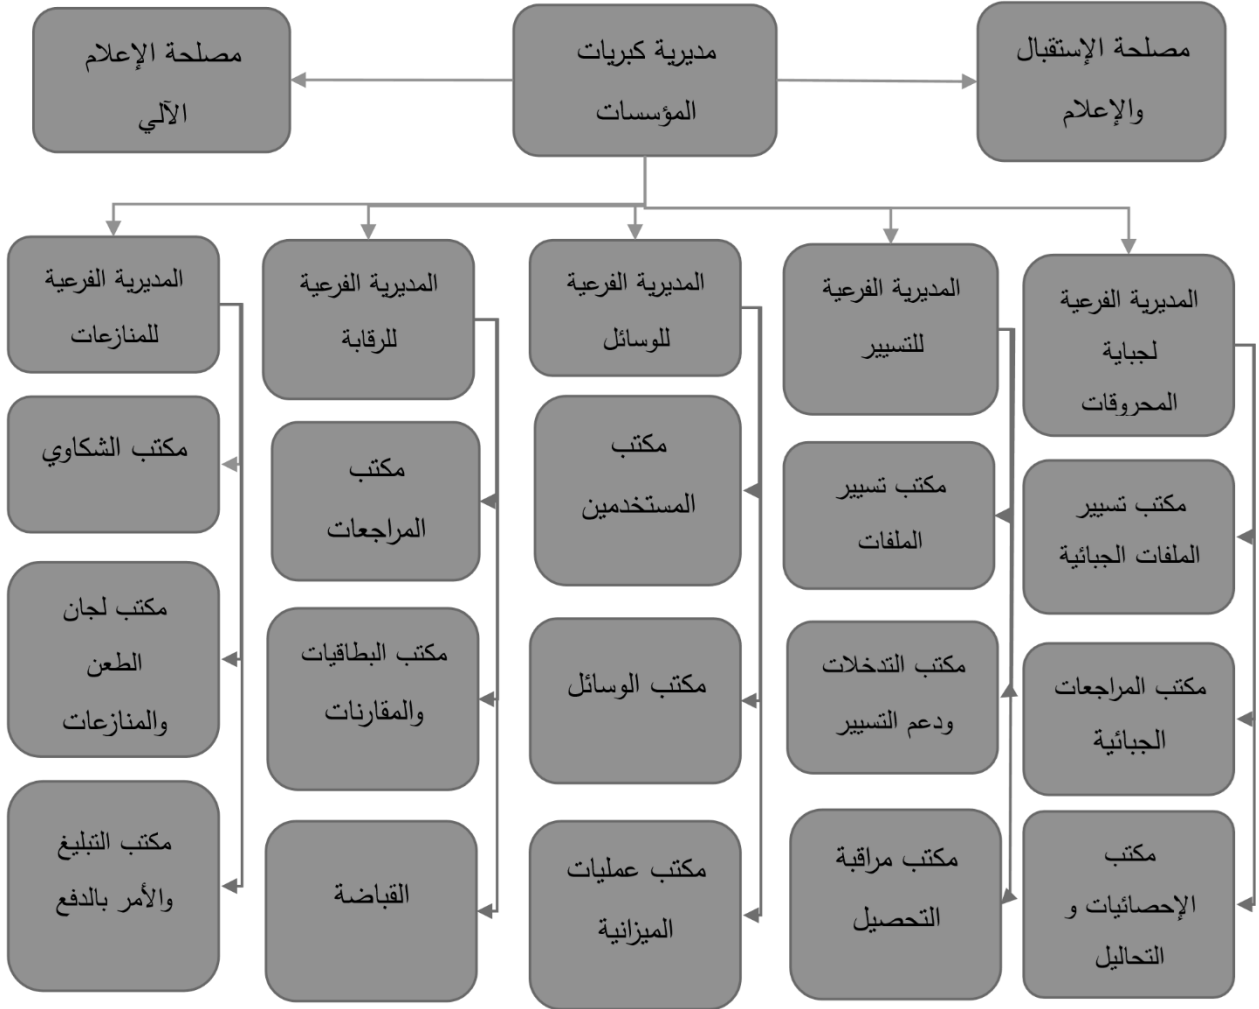 مصلحة الإستقبال
والإعلام
مديرية كبريات
المؤسسات
مصلحة الإعلام
الآلي
المديرية الفرعية
لجباية
المحروقات
المديرية الفرعية
للتسيير
المديرية الفرعية
للوسائل
المديرية الفرعية
للرقابة
المديرية الفرعية
للمنازعات
مكتب تسيير
الملفات الجبائية
مكتب تسيير
الملفات
مكتب
المستخدمين
مكتب
المراجعات
مكتب الشكاوي
مكتب المراجعات
الجبائية
مكتب التدخلات
ودعم التسيير
مكتب الوسائل
مكتب البطاقيات
والمقارنات
مكتب لجان
الطعن
والمنازعات
مكتب
الإحصائيات و
التحاليل
مكتب مراقبة
التحصيل
مكتب عمليات
الميزانية
القباضة
مكتب التبليغ
والأمر بالدفع